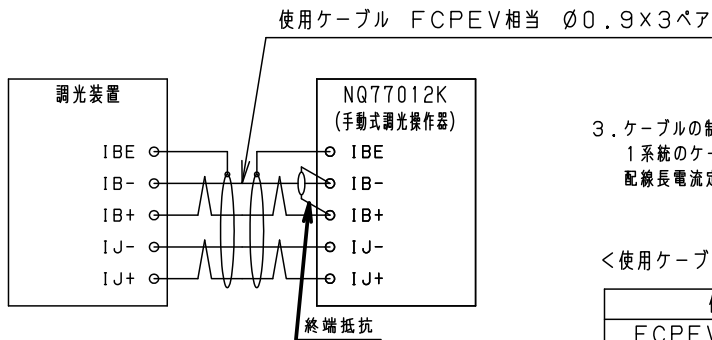 使用ケーブル FCPEV相当 Ø0.9×3ペア
調光装置
IBE
IB-
IB+
IJ-
IJ+
NQ77012K
(手動式調光操作器)
IBE
IB-
IB+
IJ-
IJ+
終端抵抗
3.ケーブルの制
1系統のケー
配線長電流定
<使用ケーブ
FCPEV